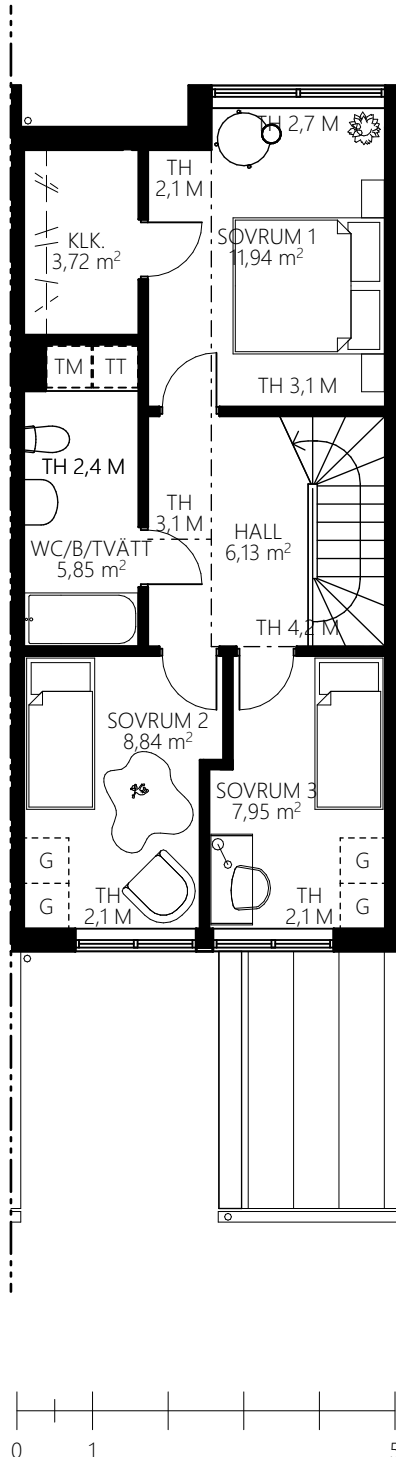 TH 2,7 M
TH
2,1 M
SOVRUM 1
11,94 m²
KLK.
3,72 m²
TM
TT
TH 3,1 M
TH 2,4 M
TH
3,1 M
HALL
6,13 m²
WC/B/TVÄTT
5,85 m²
TH 4,2 M
SOVRUM 2
8,84 m²
SOVRUM 3
7,95 m²
G
G
TH
2,1 M
TH
2,1 M
G
G
0
1
5